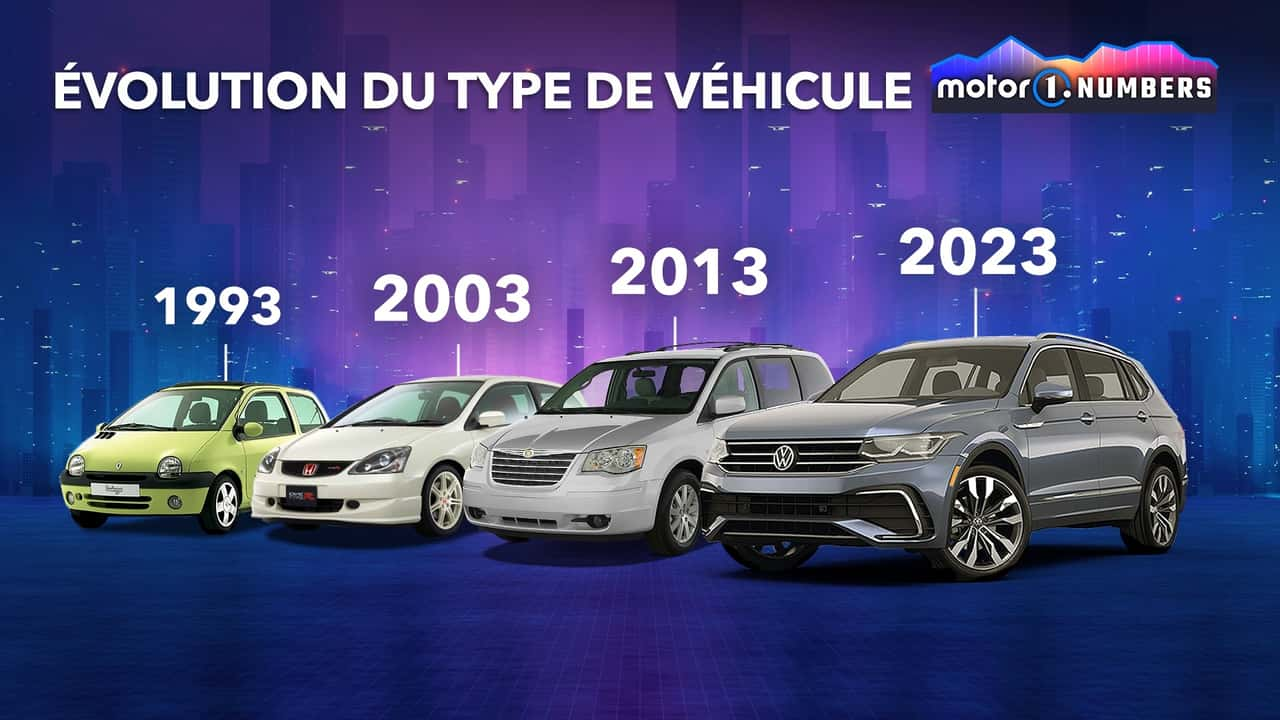 ÉVOLUTION DU TYPE DE VÉHICULE
motor1.NUMBERS
1993
2003
2013
2023